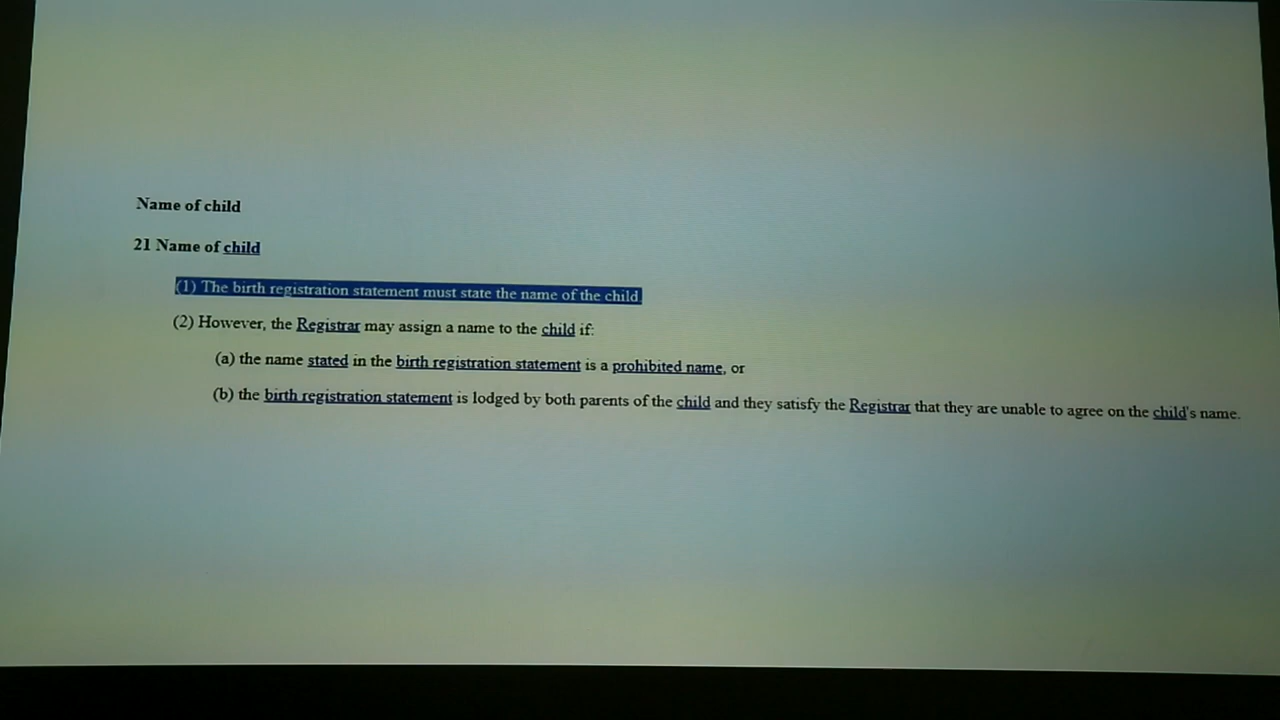 Name of child
21 Name of child
(1) The birth registration statement must state the name of the child
(2) However, the Registrar may assign a name to the child if:
(a) the name stated in the birth registration statement is a prohibited name, or
(b) the birth registration statement is lodged by both parents of the child and they satisfy the Registrar that they are unable to agree on the child's name.